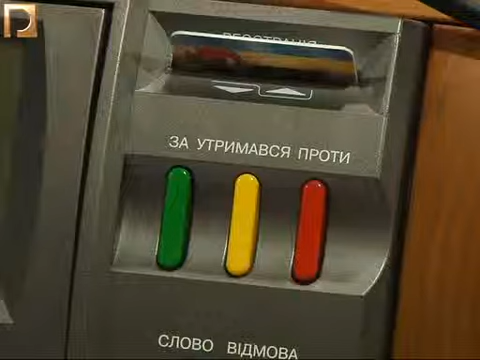 РЕЄСТРАЦІЯ
ЗА УТРИМАВСЯ ПРОТИ
СЛОВО ВІДМОВА